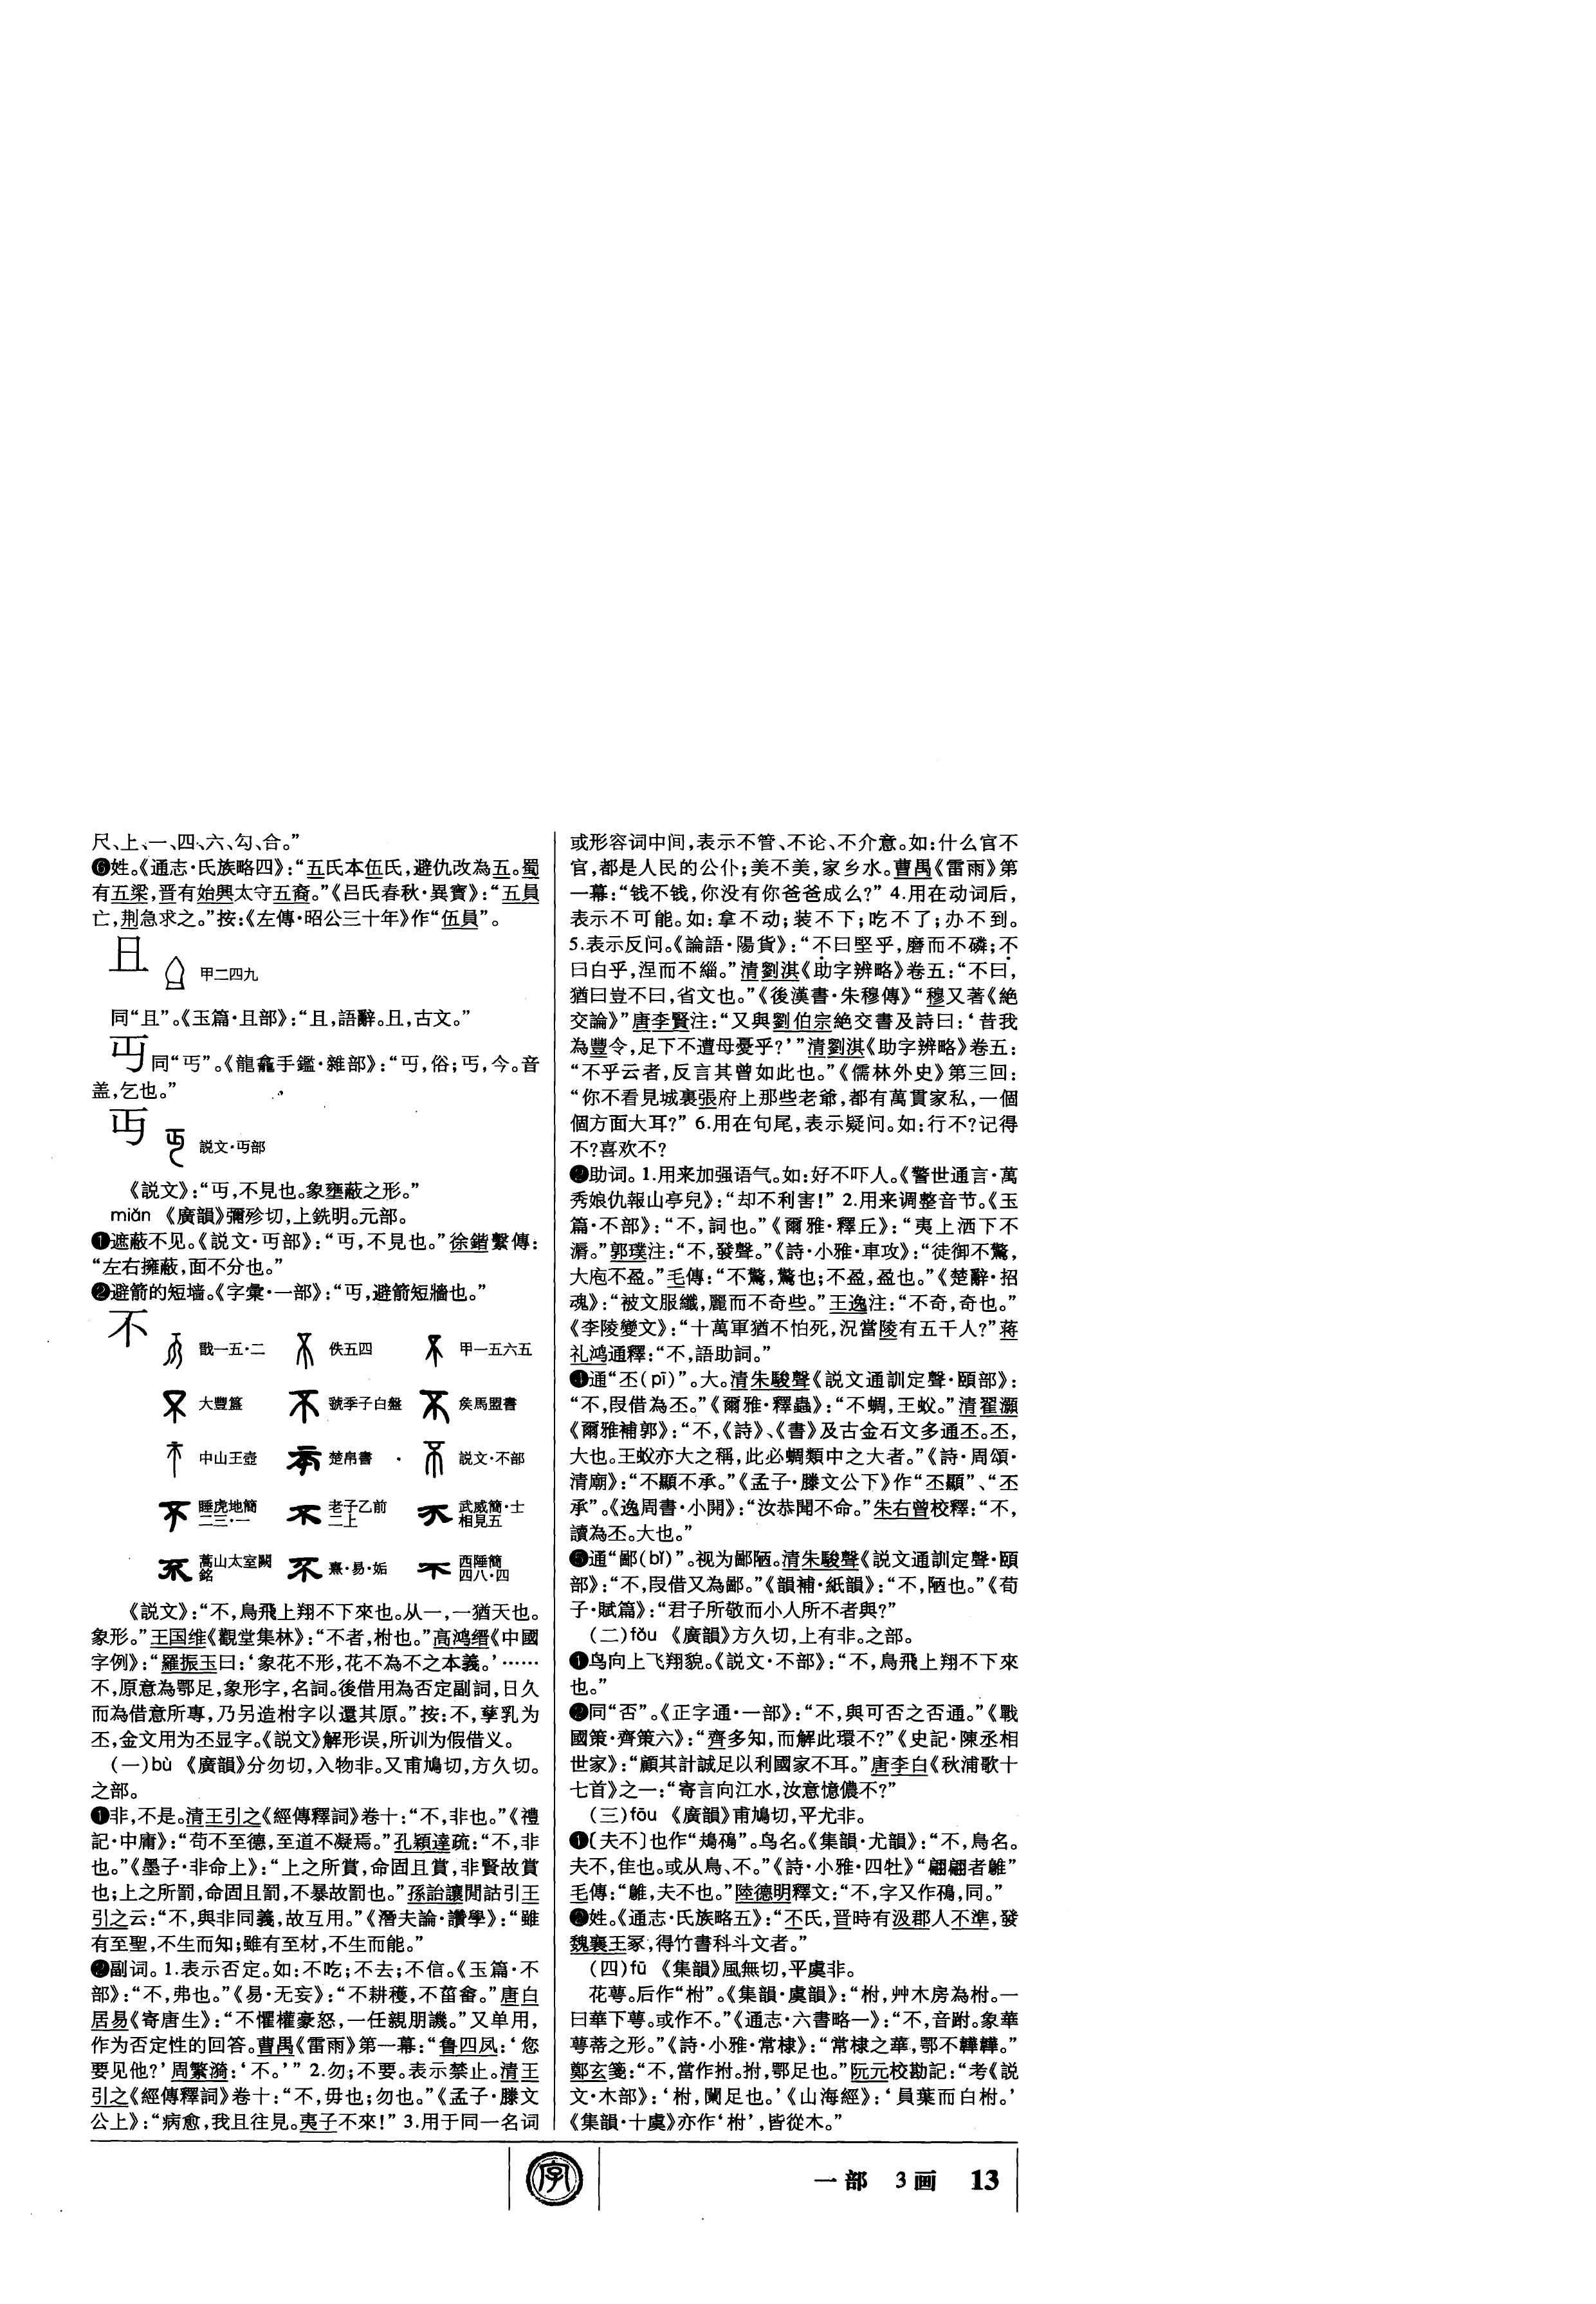 尺、上、一、四、六、勾、合。”
❻姓。《通志·氏族略四》：“五氏本伍氏，避仇改為五。蜀
有五梁，晋有始興太守五裔。”《吕氏春秋·異寶》：“五員
亡，荆急求之。”按：《左傳·昭公三十年》作“伍員”。
甲二四九
同“且”。《玉篇·且部》：“且，語辭。，古文。”
同“丐”。《龍龕手鑑·雜部》：“，俗；丐，今。音
盖，乞也。”
丏
説文·丏部
《説文》：“丏，不見也。象壅蔽之形。”
miǎn 《廣韻》彌殄切，上銑明。元部。
❶遮蔽不见。《説文·丏部》：“丏，不見也。”徐鍇繫傳：
“左右擁蔽，面不分也。”
❷避箭的短墙。《字彙·一部》：“丏，避箭短牆也。”
不
戩一五·二 佚五四 甲一五六五
大豐簋 虢季子白盤 矦馬盟書
中山王壺 楚帛書 説文·不部
睡虎地簡二三·一 老子乙前二上 武威簡·士相見五
嵩山太室闕銘 熹·易·姤 西陲簡四八·四
《説文》：“不，鳥飛上翔不下來也。从一，一猶天也。
象形。”王国维《觀堂集林》：“不者，柎也。”高鸿缙《中國
字例》：“羅振玉曰：‘象花不形，花不為不之本義。’……
不，原意為鄂足，象形字，名詞。後借用為否定副詞，日久
而為借意所專，乃另造柎字以還其原。”按：不，孳乳为
丕，金文用为丕显字。《説文》解形误，所训为假借义。
（一）bù 《廣韻》分勿切，入物非。又甫鳩切，方久切。
之部。
❶非，不是。清王引之《經傳釋詞》卷十：“不，非也。”《禮
記·中庸》：“苟不至德，至道不凝焉。”孔穎達疏：“不，非
也。”《墨子·非命上》：“上之所賞，命固且賞，非賢故賞
也；上之所罰，命固且罰，不暴故罰也。”孫詒讓閒詁引王
引之云：“不，與非同義，故互用。”《潛夫論·讚學》：“雖
有至聖，不生而知；雖有至材，不生而能。”
❷副词。1.表示否定。如：不吃；不去；不信。《玉篇·不
部》：“不，弗也。”《易·无妄》：“不耕穫，不菑畬。”唐白
居易《寄唐生》：“不懼權豪怒，一任親朋譏。”又单用，
作为否定性的回答。曹禺《雷雨》第一幕：“鲁四凤：‘您
要见他？’周繁漪：‘不。’” 2.勿；不要。表示禁止。清王
引之《經傳釋詞》卷十：“不，毋也；勿也。”《孟子·滕文
公上》：“病愈，我且往見。夷子不來！” 3.用于同一名词
或形容词中间，表示不管、不论、不介意。如：什么官不
官，都是人民的公仆；美不美，家乡水。曹禺《雷雨》第
一幕：“钱不钱，你没有你爸爸成么？” 4.用在动词后，
表示不可能。如：拿不动；装不下；吃不了；办不到。
5.表示反问。《論語·陽貨》：“不曰堅乎，磨而不磷；不
曰白乎，涅而不緇。”清劉淇《助字辨略》卷五：“不曰，
猶曰豈不曰，省文也。”《後漢書·朱穆傳》“穆又著《絶
交論》”唐李賢注：“又與劉伯宗絶交書及詩曰：‘昔我
為豐令，足下不遭母憂乎？’”清劉淇《助字辨略》卷五：
“不乎云者，反言其曾如此也。”《儒林外史》第三回：
“你不看見城裏張府上那些老爺，都有萬貫家私，一個
個方面大耳？” 6.用在句尾，表示疑问。如：行不？记得
不？喜欢不？
❸助词。1.用来加强语气。如：好不吓人。《警世通言·萬
秀娘仇報山亭兒》：“却不利害！” 2.用来调整音节。《玉
篇·不部》：“不，詞也。”《爾雅·釋丘》：“夷上洒下不
漘。”郭璞注：“不，發聲。”《詩·小雅·車攻》：“徒御不驚，
大庖不盈。”毛傳：“不驚，驚也；不盈，盈也。”《楚辭·招
魂》：“被文服纖，麗而不奇些。”王逸注：“不奇，奇也。”
《李陵變文》：“十萬軍猶不怕死，況當陵有五千人？”蒋
礼鸿通釋：“不，語助詞。”
❹通“丕（pī）”。大。清朱駿聲《説文通訓定聲·頤部》：
“不，叚借為丕。”《爾雅·釋蟲》：“不蜩，王蚥。”清翟灝
《爾雅補郭》：“不，《詩》、《書》及古金石文多通丕。丕，
大也。王蚥亦大之稱，此必蜩類中之大者。”《詩·周頌·
清廟》：“不顯不承。”《孟子·滕文公下》作“丕顯”、“丕
承”。《逸周書·小開》：“汝恭聞不命。”朱右曾校釋：“不，
讀為丕。大也。”
❺通“鄙（bǐ）”。视为鄙陋。清朱駿聲《説文通訓定聲·頤
部》：“不，叚借又為鄙。”《韻補·紙韻》：“不，陋也。”《荀
子·賦篇》：“君子所敬而小人所不者與？”
（二）fǒu 《廣韻》方久切，上有非。之部。
❶鸟向上飞翔貌。《説文·不部》：“不，鳥飛上翔不下來
也。”
❷同“否”。《正字通·一部》：“不，與可否之否通。”《戰
國策·齊策六》：“齊多知，而解此環不？”《史記·陳丞相
世家》：“顧其計誠足以利國家不耳。”唐李白《秋浦歌十
七首》之一：“寄言向江水，汝意憶儂不？”
（三）fōu 《廣韻》甫鳩切，平尤非。
❶〔夫不〕也作“鳺鴀”。鸟名。《集韻·尤韻》：“不，鳥名。
夫不，隹也。或从鳥、不。”《詩·小雅·四牡》“翩翩者鵻”
毛傳：“鵻，夫不也。”陸德明釋文：“不，字又作鴀，同。”
❷姓。《通志·氏族略五》：“不氏，晋時有汲郡人不準，發
魏襄王冢，得竹書科斗文者。”
（四）fū 《集韻》風無切，平虞非。
花萼。后作“柎”。《集韻·虞韻》：“柎，艸木房為柎。一
曰華下萼。或作不。”《通志·六書略一》：“不，音跗。象華
萼蒂之形。”《詩·小雅·常棣》：“常棣之華，鄂不韡韡。”
鄭玄箋：“不，當作拊。拊，鄂足也。”阮元校勘記：“考《説
文·木部》：‘柎，闌足也。’《山海經》：‘員葉而白柎。’
《集韻·十虞》亦作‘柎’，皆從木。”
字
一部 3画 13